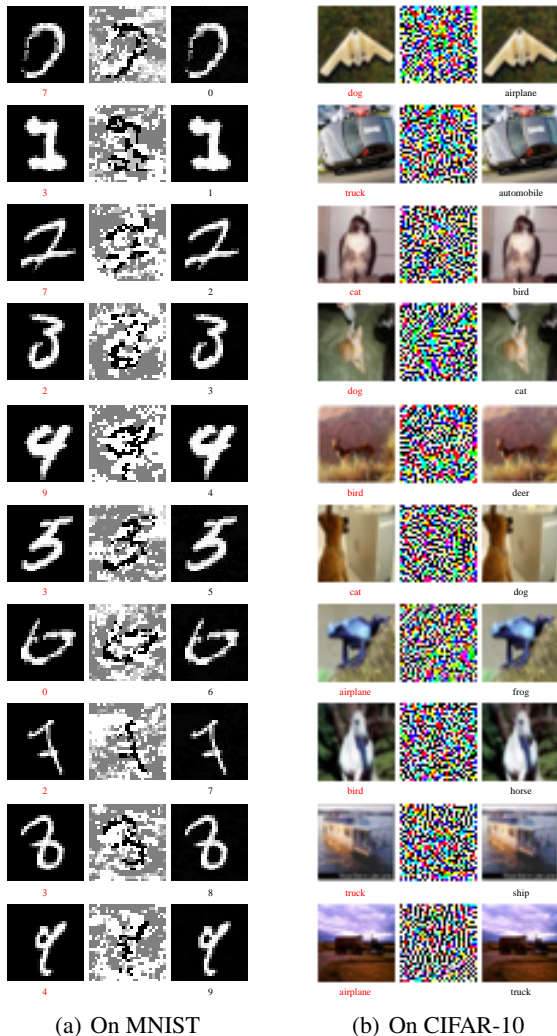 7 0 dog airplane
3 1 truck automobile
7 2 cat bird
2 3 dog cat
9 4 bird deer
3 5 cat dog
0 6 airplane frog
2 7 bird horse
3 8 truck ship
4 9 airplane truck
(a) On MNIST (b) On CIFAR-10